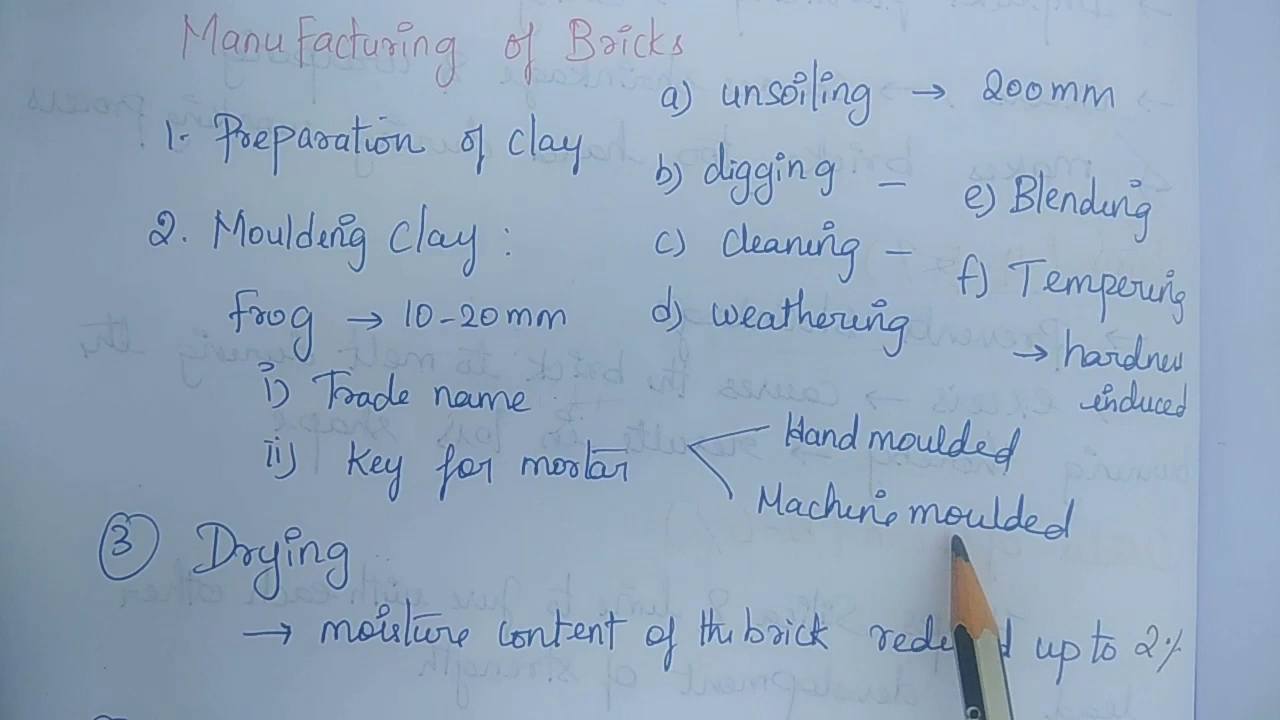 Manufacturing of Bricks
1. Preparation of clay
a) unsoiling → 200mm
b) digging –
c) cleaning –
d) weathering
e) Blending
f) Tempering
→ hardness induced
2. Moulding Clay :
frog → 10-20mm
i) Trade name
ii) Key for mortar
Hand moulded
Machine moulded
3 Drying
→ moisture content of the brick up to 2%